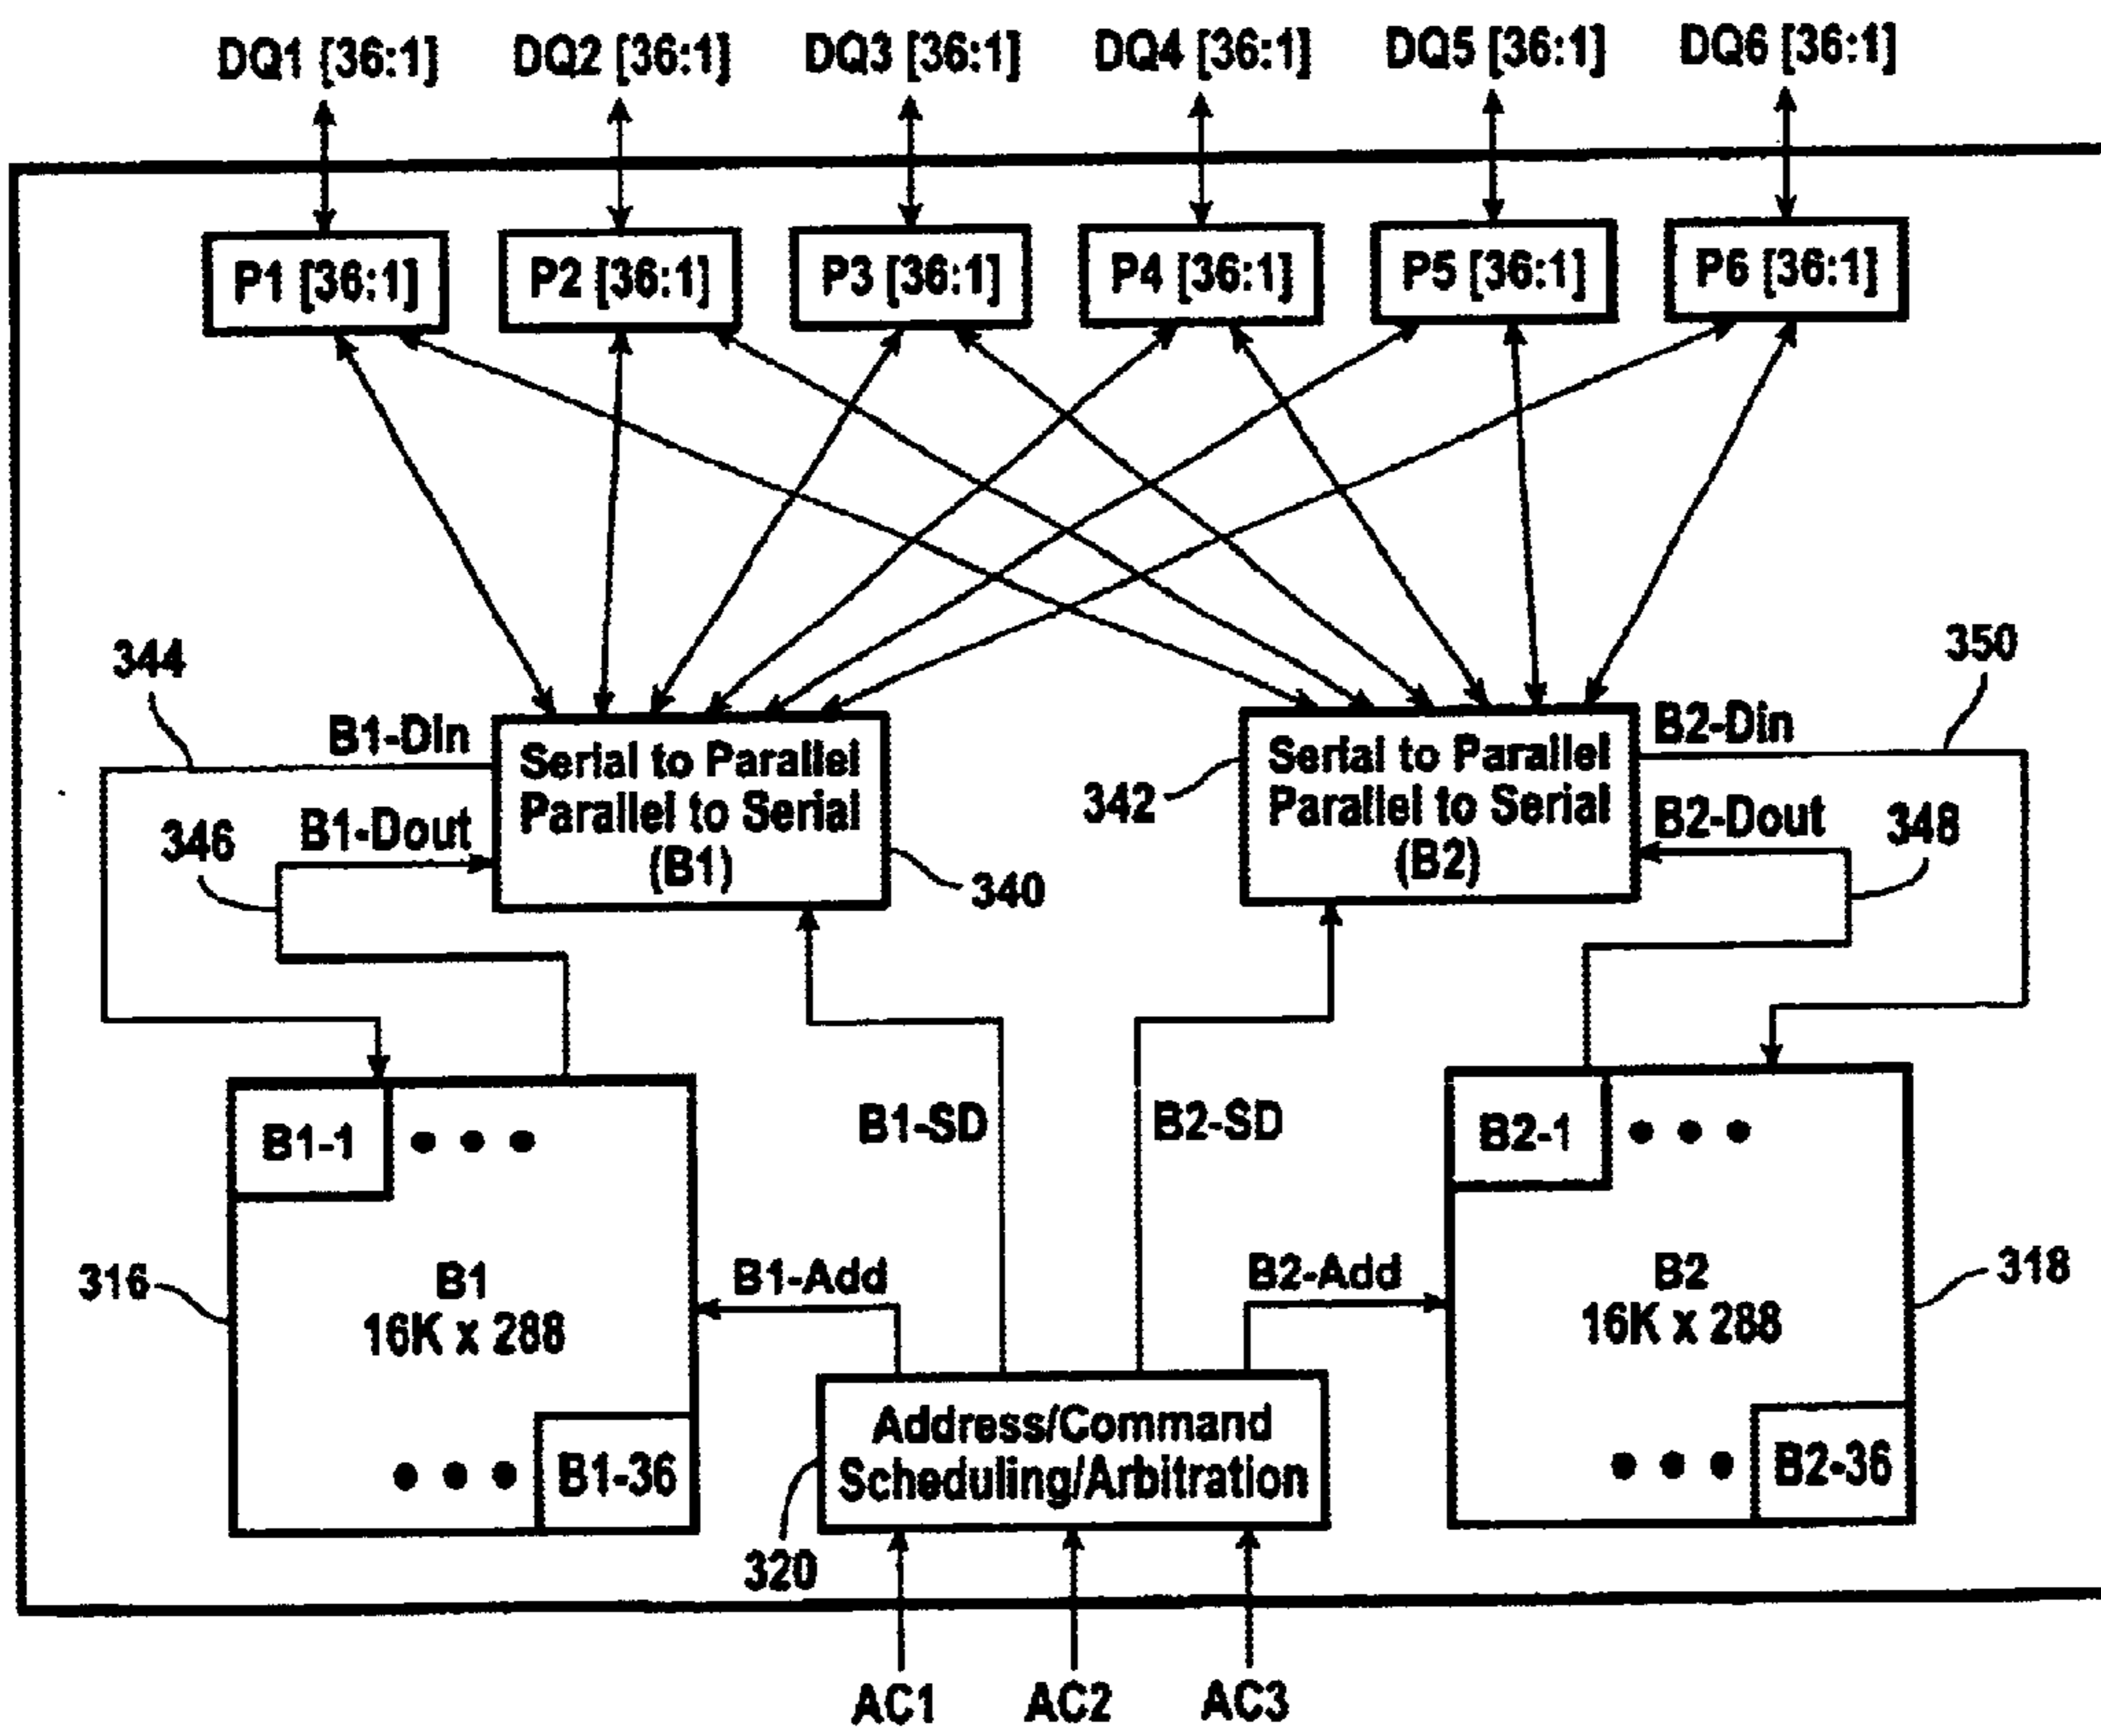 DQ1 [36:1] DQ2 [36:1] DQ3 [36:1] DQ4 [36:1] DQ5 [36:1] DQ6 [36:1]
P1 [36:1] P2 [36:1] P3 [36:1] P4 [36:1] P5 [36:1] P6 [36:1]
344
350
B1-Din
Serial to Parallel
Parallel to Serial
(B1)
B1-Dout
346
340
342
Serial to Parallel
Parallel to Serial
(B2)
B2-Din
B2-Dout
348
B1-1
B1-SD
B2-SD
B2-1
316
B1
16K x 288
B1-Add
B2-Add
B2
16K x 288
318
B1-36
Address/Command
Scheduling/Arbitration
B2-36
320
AC1 AC2 AC3